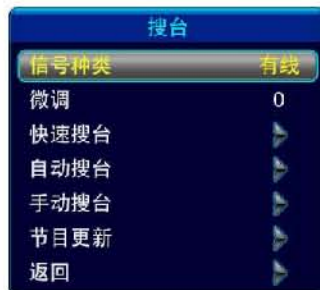 搜台
信号种类 有线
微调 0
快速搜台
自动搜台
手动搜台
节目更新
返回